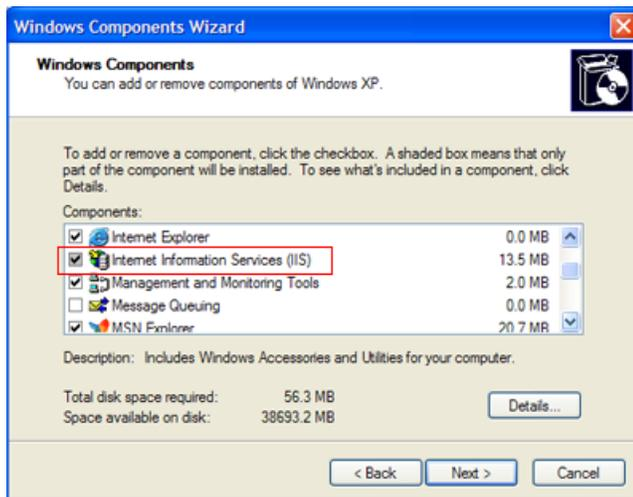 Windows Components Wizard
Windows Components
You can add or remove components of Windows XP.
To add or remove a component, click the checkbox. A shaded box means that only
part of the component will be installed. To see what's included in a component, click
Details.
Components:
Internet Explorer 0.0 MB
Internet Information Services (IIS) 13.5 MB
Management and Monitoring Tools 2.0 MB
Message Queuing 0.0 MB
MSN Explorer 20.7 MB
Description: Includes Windows Accessories and Utilities for your computer.
Total disk space required: 56.3 MB
Space available on disk: 38693.2 MB
Details...
< Back Next > Cancel